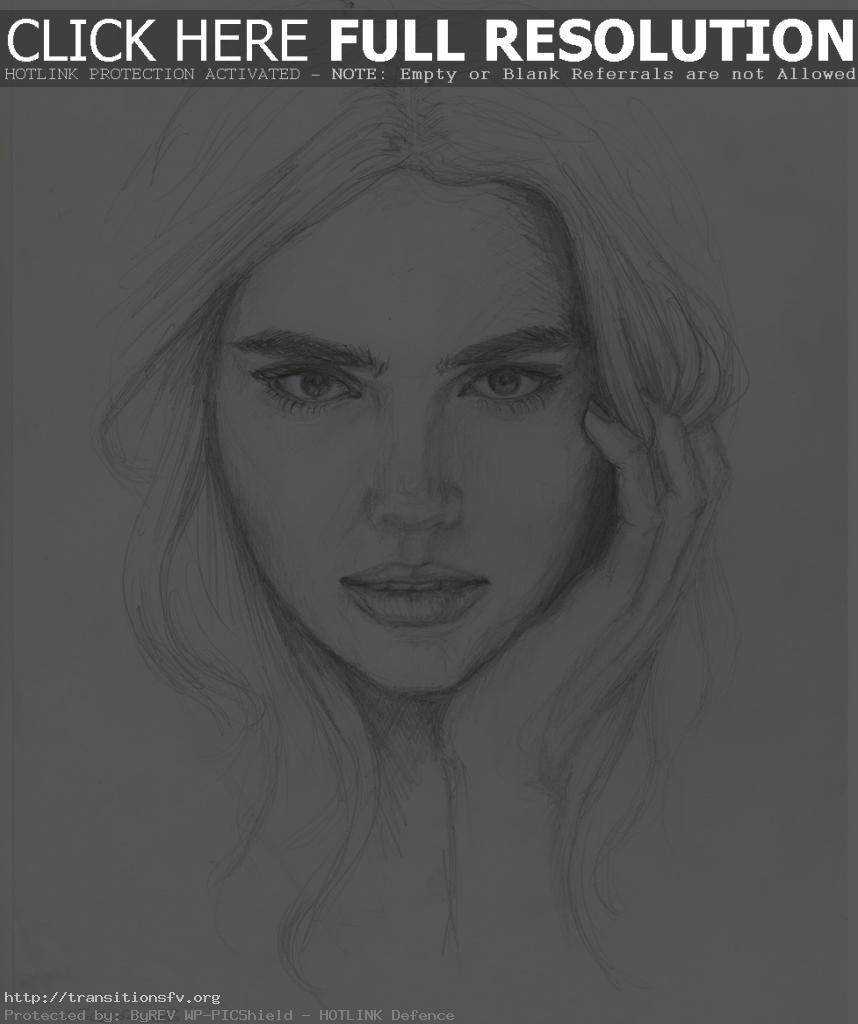 CLICK HERE FULL RESOLUTION
HOTLINK PROTECTION ACTIVATED - NOTE: Empty or Blank Referrals are not Allowed
http://transitionsfv.org
Protected by: ByREV WP-PICShield - HOTLINK Defence